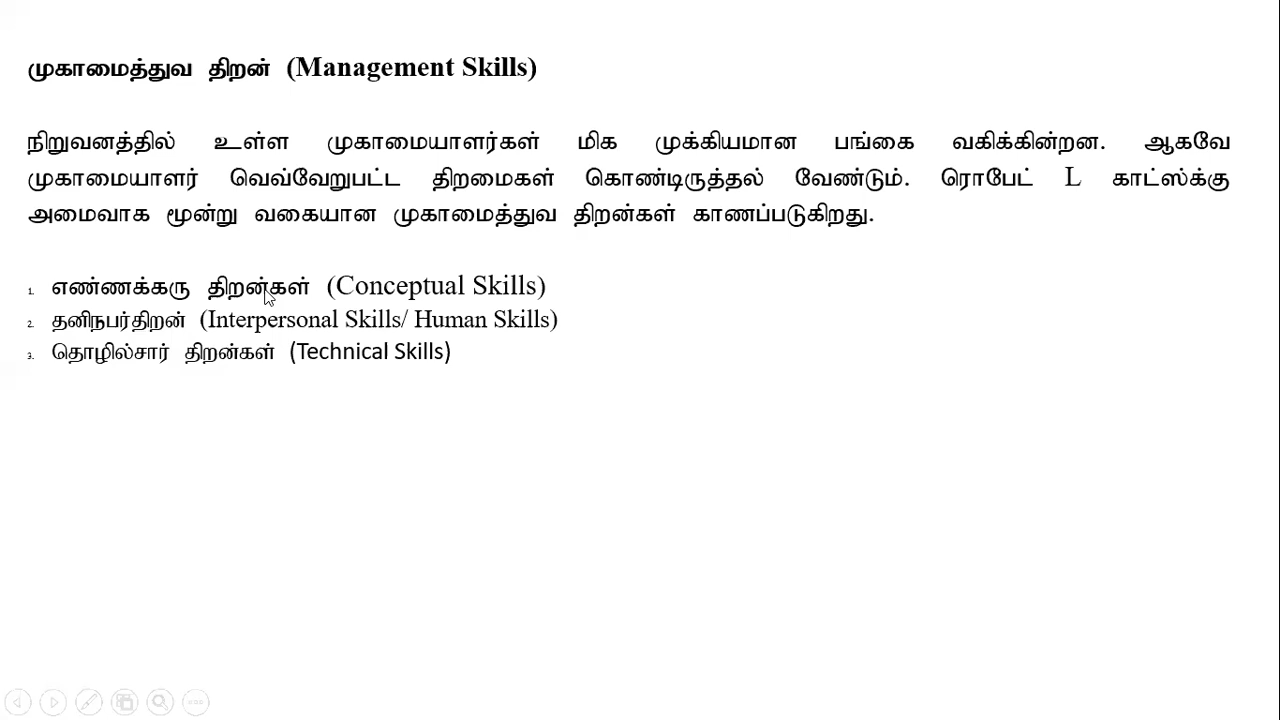 முகாமைத்துவ திறன் (Management Skills)
நிறுவனத்தில் உள்ள முகாமையாளர்கள் மிக முக்கியமான பங்கை வகிக்கின்றன. ஆகவே
முகாமையாளர் வெவ்வேறுபட்ட திறமைகள் கொண்டிருத்தல் வேண்டும். ரொபேட் L காட்ஸ்க்கு
அமைவாக மூன்று வகையான முகாமைத்துவ திறன்கள் காணப்படுகிறது.
1. எண்ணக்கரு திறன்கள் (Conceptual Skills)
2. தனிநபர்திறன் (Interpersonal Skills/ Human Skills)
3. தொழில்சார் திறன்கள் (Technical Skills)